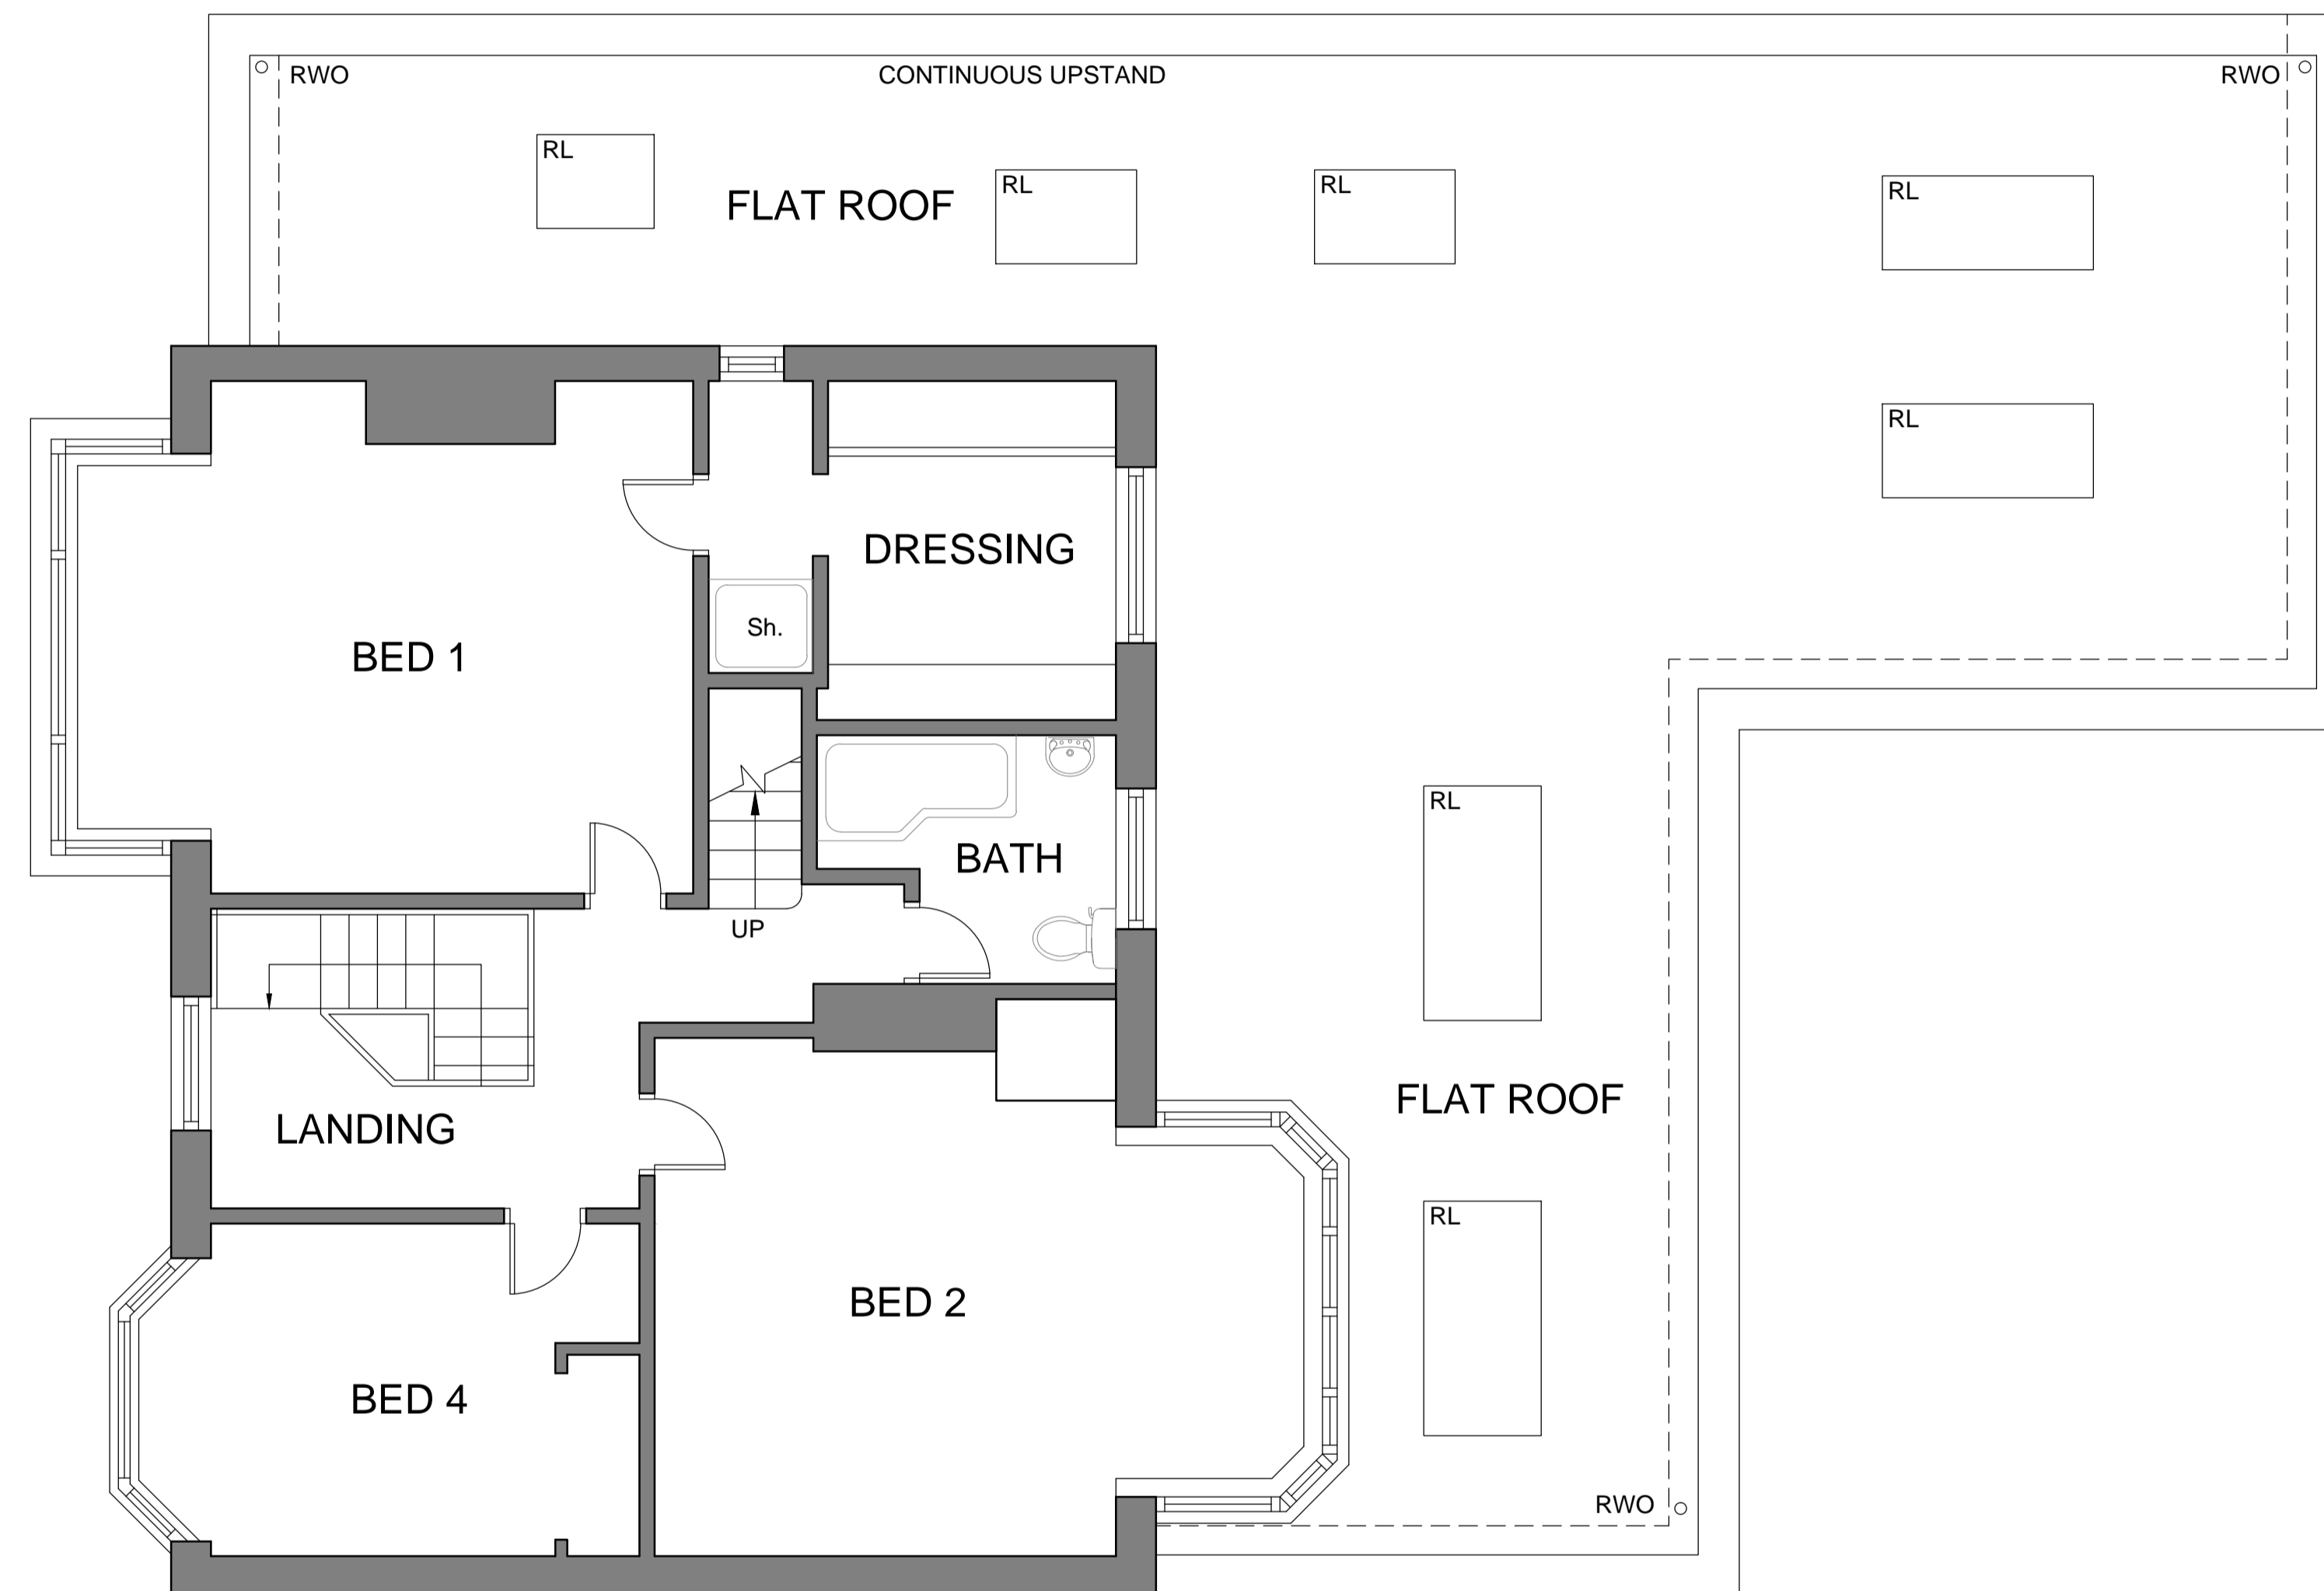 RWO
CONTINUOUS UPSTAND
RWO
RL
FLAT ROOF
RL
RL
RL
RL
DRESSING
Sh.
BED 1
RL
BATH
UP
FLAT ROOF
LANDING
RL
BED 2
BED 4
RWO